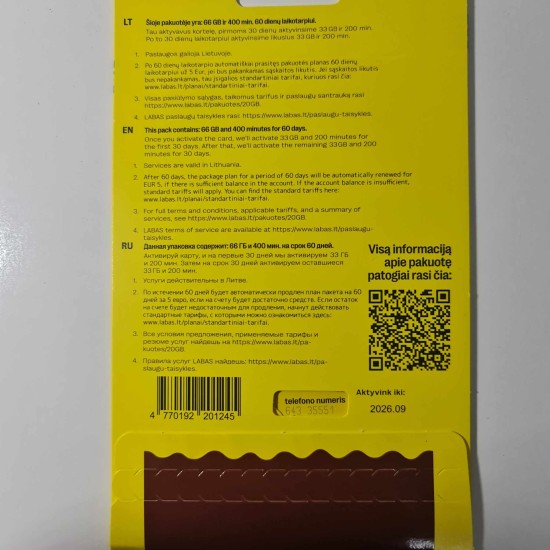 LT
Šioje pakuotėje yra: 66 GB ir 400 min. 60 dienų laikotarpiui.
Tau aktyvavus kortelę, pirmoms 30 dienų aktyvinsime 33 GB ir 200 min.
Po to 30 dienų laikotarpiui aktyvinsime likusius 33 GB ir 200 min.
1. Paslaugos galioja Lietuvoje.
2. Po 60 dienų laikotarpio automatiškai prasitęs pakuotės planas 60 dienų
laikotarpiui už 5 Eur, jei bus pakankamas sąskaitos likutis. Jei sąskaitos likutis
nepakankamas, tau įsigalios standartiniai tarifai, kuriuos rasi čia:
www.labas.lt/planai/standartiniai-tarifai.
3. Visas pasiūlymo sąlygas, taikomus tarifus ir paslaugų santrauką rasi
https://www.labas.lt/pakuotes/20GB.
4. LABAS paslaugų teikimo taisyklės: https://www.labas.lt/paslaugu-taisykles.
EN
This pack contains: 66 GB and 400 minutes for 60 days.
Once you activate the card, we'll activate 33 GB and 200 minutes for
the first 30 days. After that, we'll activate the remaining 33 GB and 200
minutes for 30 days.
1. Services are valid in Lithuania.
2. After 60 days, the package plan for a period of 60 days will be automatically renewed for
EUR 5, if there is sufficient balance in the account. If the account balance is insufficient,
standard tariffs will apply. You can find the standard tariffs here:
www.labas.lt/planai/standartiniai-tarifai.
3. For full terms and conditions, applicable tariffs, and a summary of
services, see https://www.labas.lt/pakuotes/20GB.
4. LABAS terms of service are available at https://www.labas.lt/paslaugu-
taisykles.
RU
Данная упаковка содержит: 66 ГБ и 400 мин. на срок 60 дней.
Активируй карту, и на первые 30 дней мы активируем 33 ГБ
и 200 мин. Затем на срок 30 дней активируем оставшиеся
33 ГБ и 200 мин.
1. Услуги действительны в Литве.
2. По истечении 60 дней автоматически будет продлен план пакета на 60
дней за 5 евро, если на счету будет достаточно средств. Если остаток
на счете будет недостаточным для продления, начнут действовать
стандартные тарифы, с которыми можно ознакомиться здесь:
www.labas.lt/planai/standartiniai-tarifai.
3. Все условия предложения, применяемые тарифы и
резюме услуг найдешь на https://www.labas.lt/pa-
kuotes/20GB.
4. Правила услуг LABAS найдешь: https://www.labas.lt/pa-
slaugu-taisykles.
Visą informaciją
apie pakuotę
patogiai rasi čia:
4 770192 201245
telefono numeris
643 35551
Aktyvink iki:
2026.09